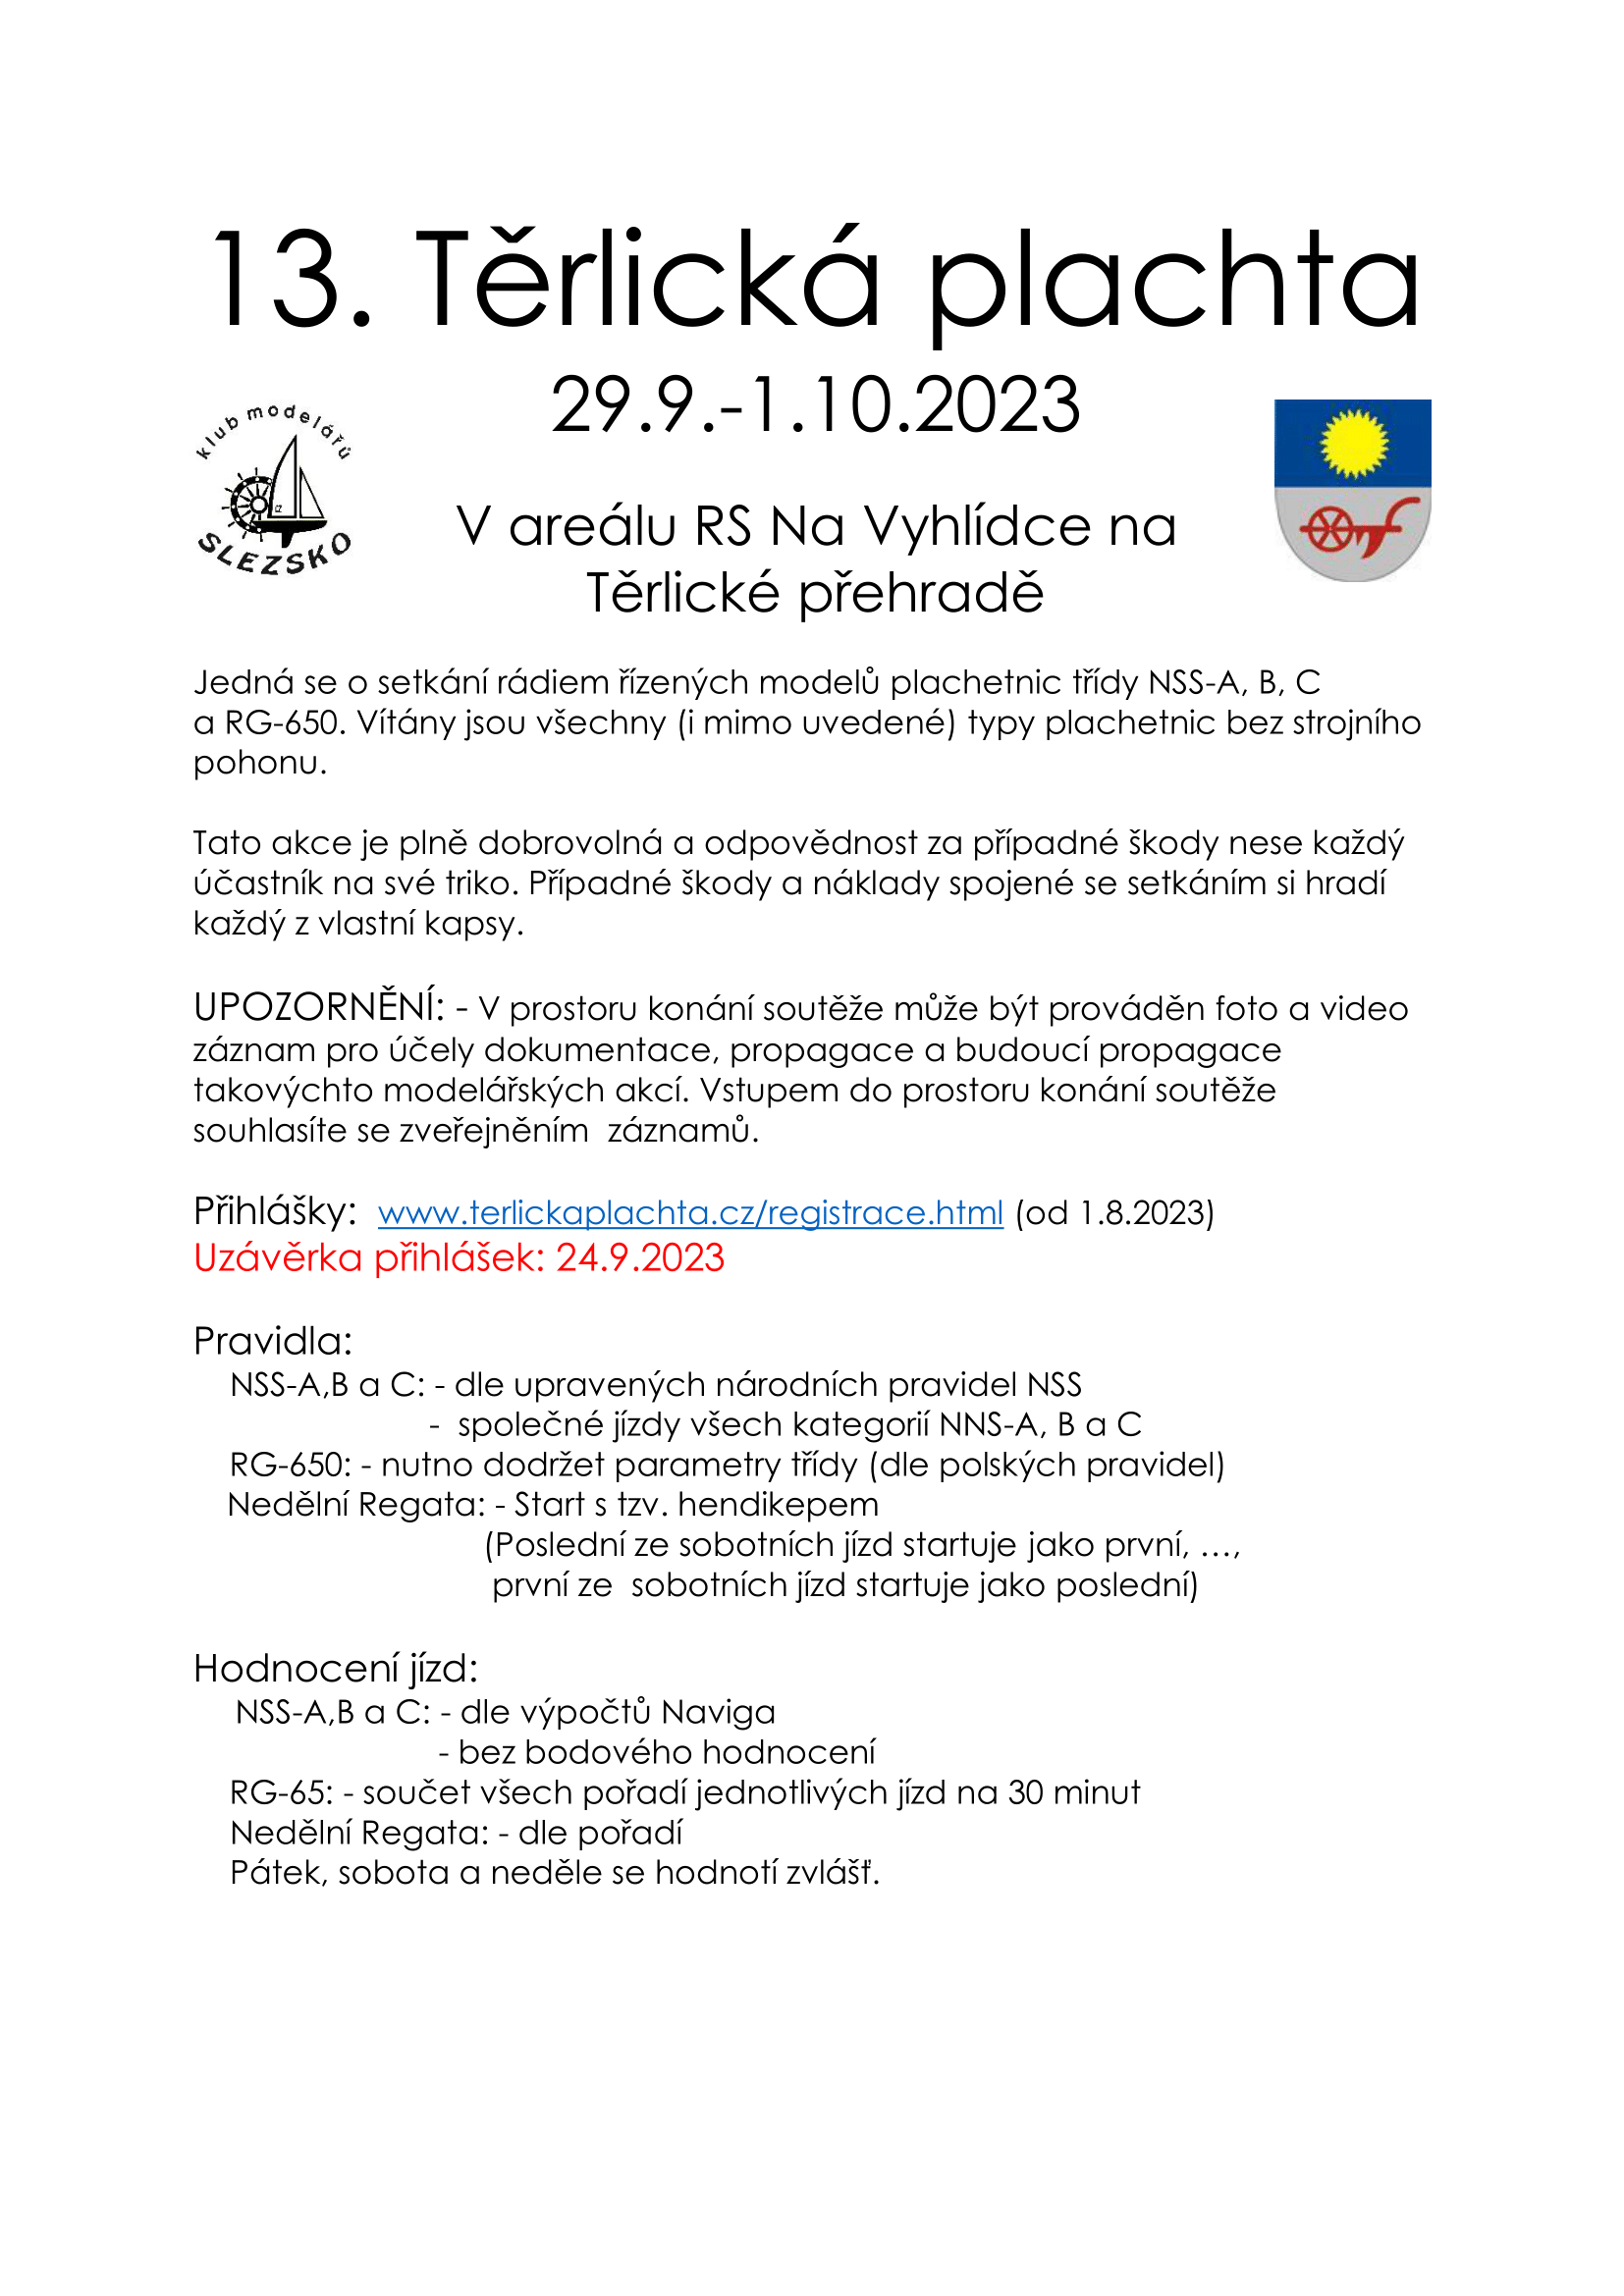 13. Těrlická plachta
29.9.-1.10.2023
klub modelářů
CZ
SLEZSKO
V areálu RS Na Vyhlídce na
Těrlické přehradě
Jedná se o setkání rádiem řízených modelů plachetnic třídy NSS-A, B, C
a RG-650. Vítány jsou všechny (i mimo uvedené) typy plachetnic bez strojního
pohonu.
Tato akce je plně dobrovolná a odpovědnost za případné škody nese každý
účastník na své triko. Případné škody a náklady spojené se setkáním si hradí
každý z vlastní kapsy.
UPOZORNĚNÍ: - V prostoru konání soutěže může být prováděn foto a video
záznam pro účely dokumentace, propagace a budoucí propagace
takovýchto modelářských akcí. Vstupem do prostoru konání soutěže
souhlasíte se zveřejněním  záznamů.
Přihlášky:  www.terlickaplachta.cz/registrace.html (od 1.8.2023)
Uzávěrka přihlášek: 24.9.2023
Pravidla:
NSS-A,B a C: - dle upravených národních pravidel NSS
-  společné jízdy všech kategorií NNS-A, B a C
RG-650: - nutno dodržet parametry třídy (dle polských pravidel)
Nedělní Regata: - Start s tzv. hendikepem
(Poslední ze sobotních jízd startuje jako první, …,
první ze  sobotních jízd startuje jako poslední)
Hodnocení jízd:
NSS-A,B a C: - dle výpočtů Naviga
- bez bodového hodnocení
RG-65: - součet všech pořadí jednotlivých jízd na 30 minut
Nedělní Regata: - dle pořadí
Pátek, sobota a neděle se hodnotí zvlášť.